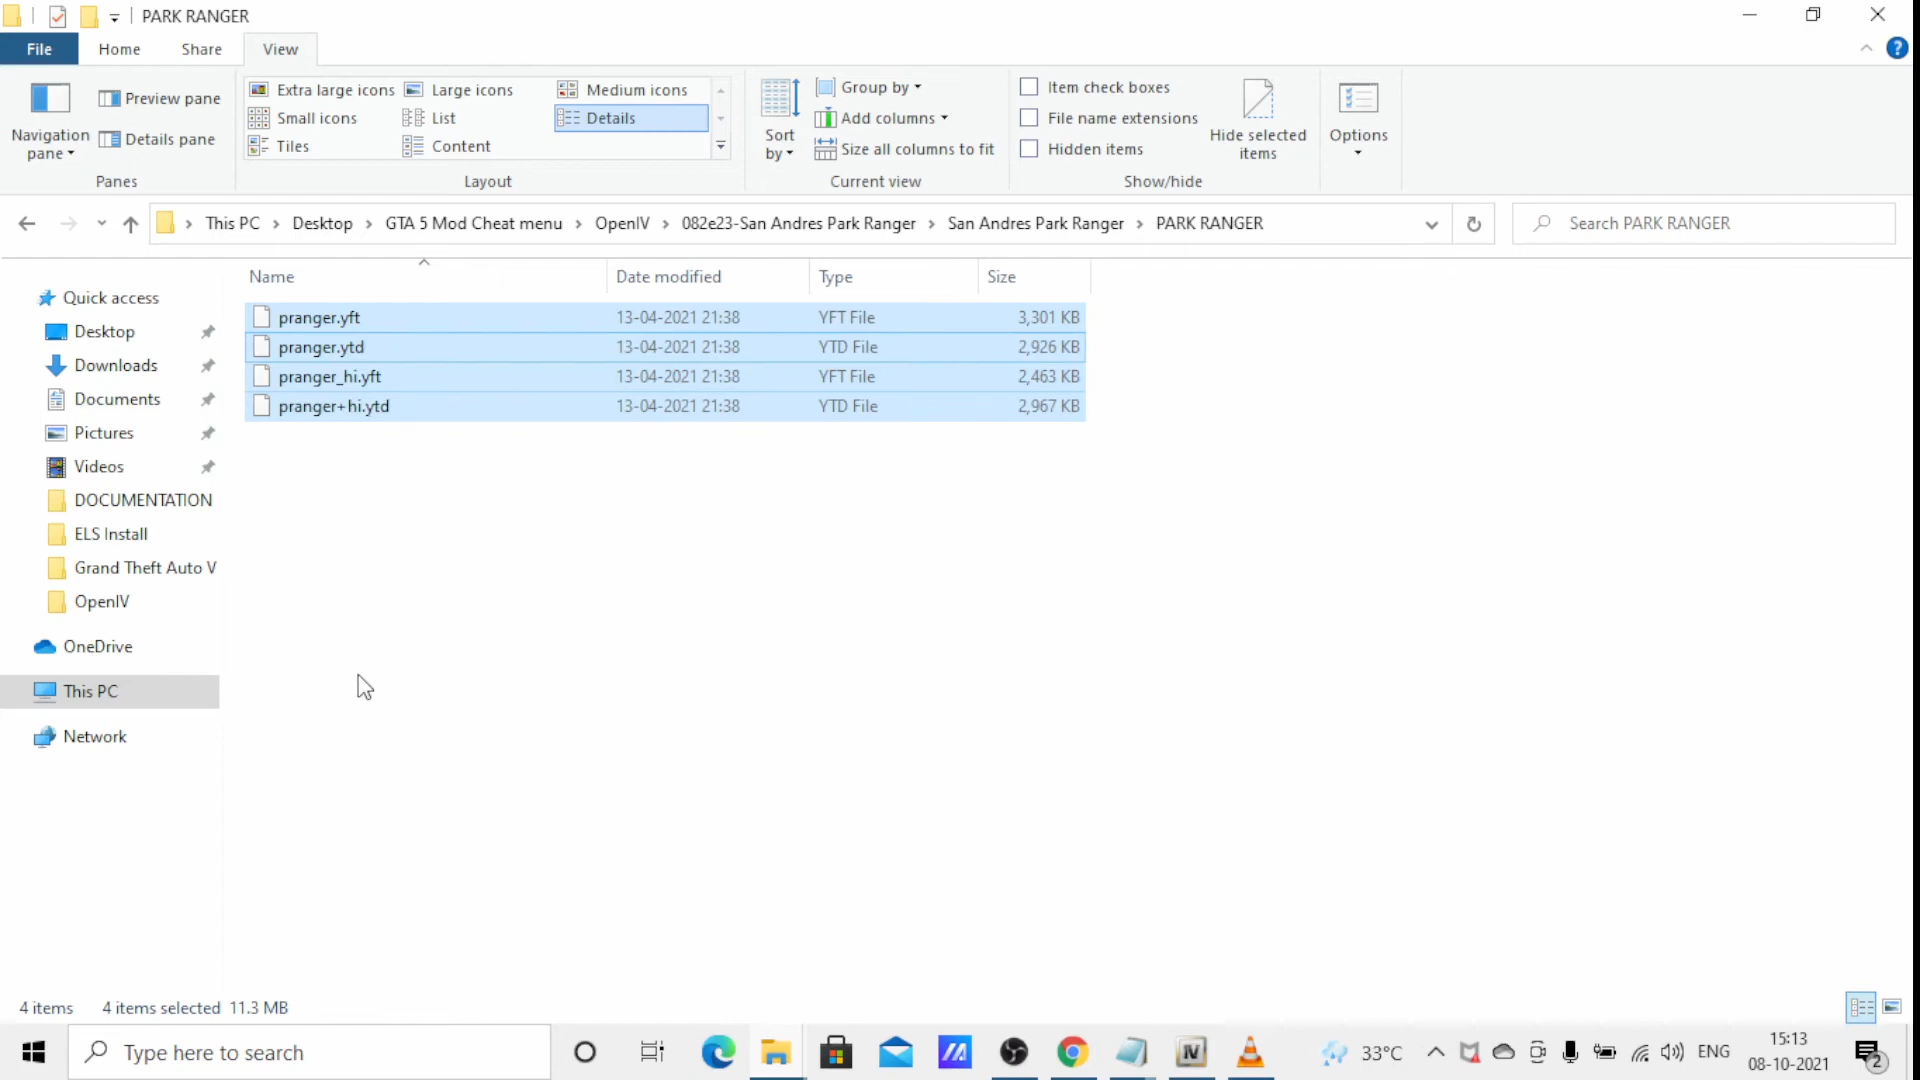 PARK RANGER
File Home Share View
Navigation pane
Preview pane
Details pane
Panes
Extra large icons Large icons Medium icons
Small icons List Details
Tiles Content
Layout
Sort by
Group by
Add columns
Size all columns to fit
Current view
Item check boxes
File name extensions
Hidden items
Hide selected items
Show/hide
Options
This PC > Desktop > GTA 5 Mod Cheat menu > OpenIV > 082e23-San Andres Park Ranger > San Andres Park Ranger > PARK RANGER
Search PARK RANGER
Name Date modified Type Size
pranger.yft 13-04-2021 21:38 YFT File 3,301 KB
pranger.ytd 13-04-2021 21:38 YTD File 2,926 KB
pranger_hi.yft 13-04-2021 21:38 YFT File 2,463 KB
pranger+hi.ytd 13-04-2021 21:38 YTD File 2,967 KB
Quick access
Desktop
Downloads
Documents
Pictures
Videos
DOCUMENTATION
ELS Install
Grand Theft Auto V
OpenIV
OneDrive
This PC
Network
4 items 4 items selected 11.3 MB
Type here to search
33°C
ENG
15:13
08-10-2021
2